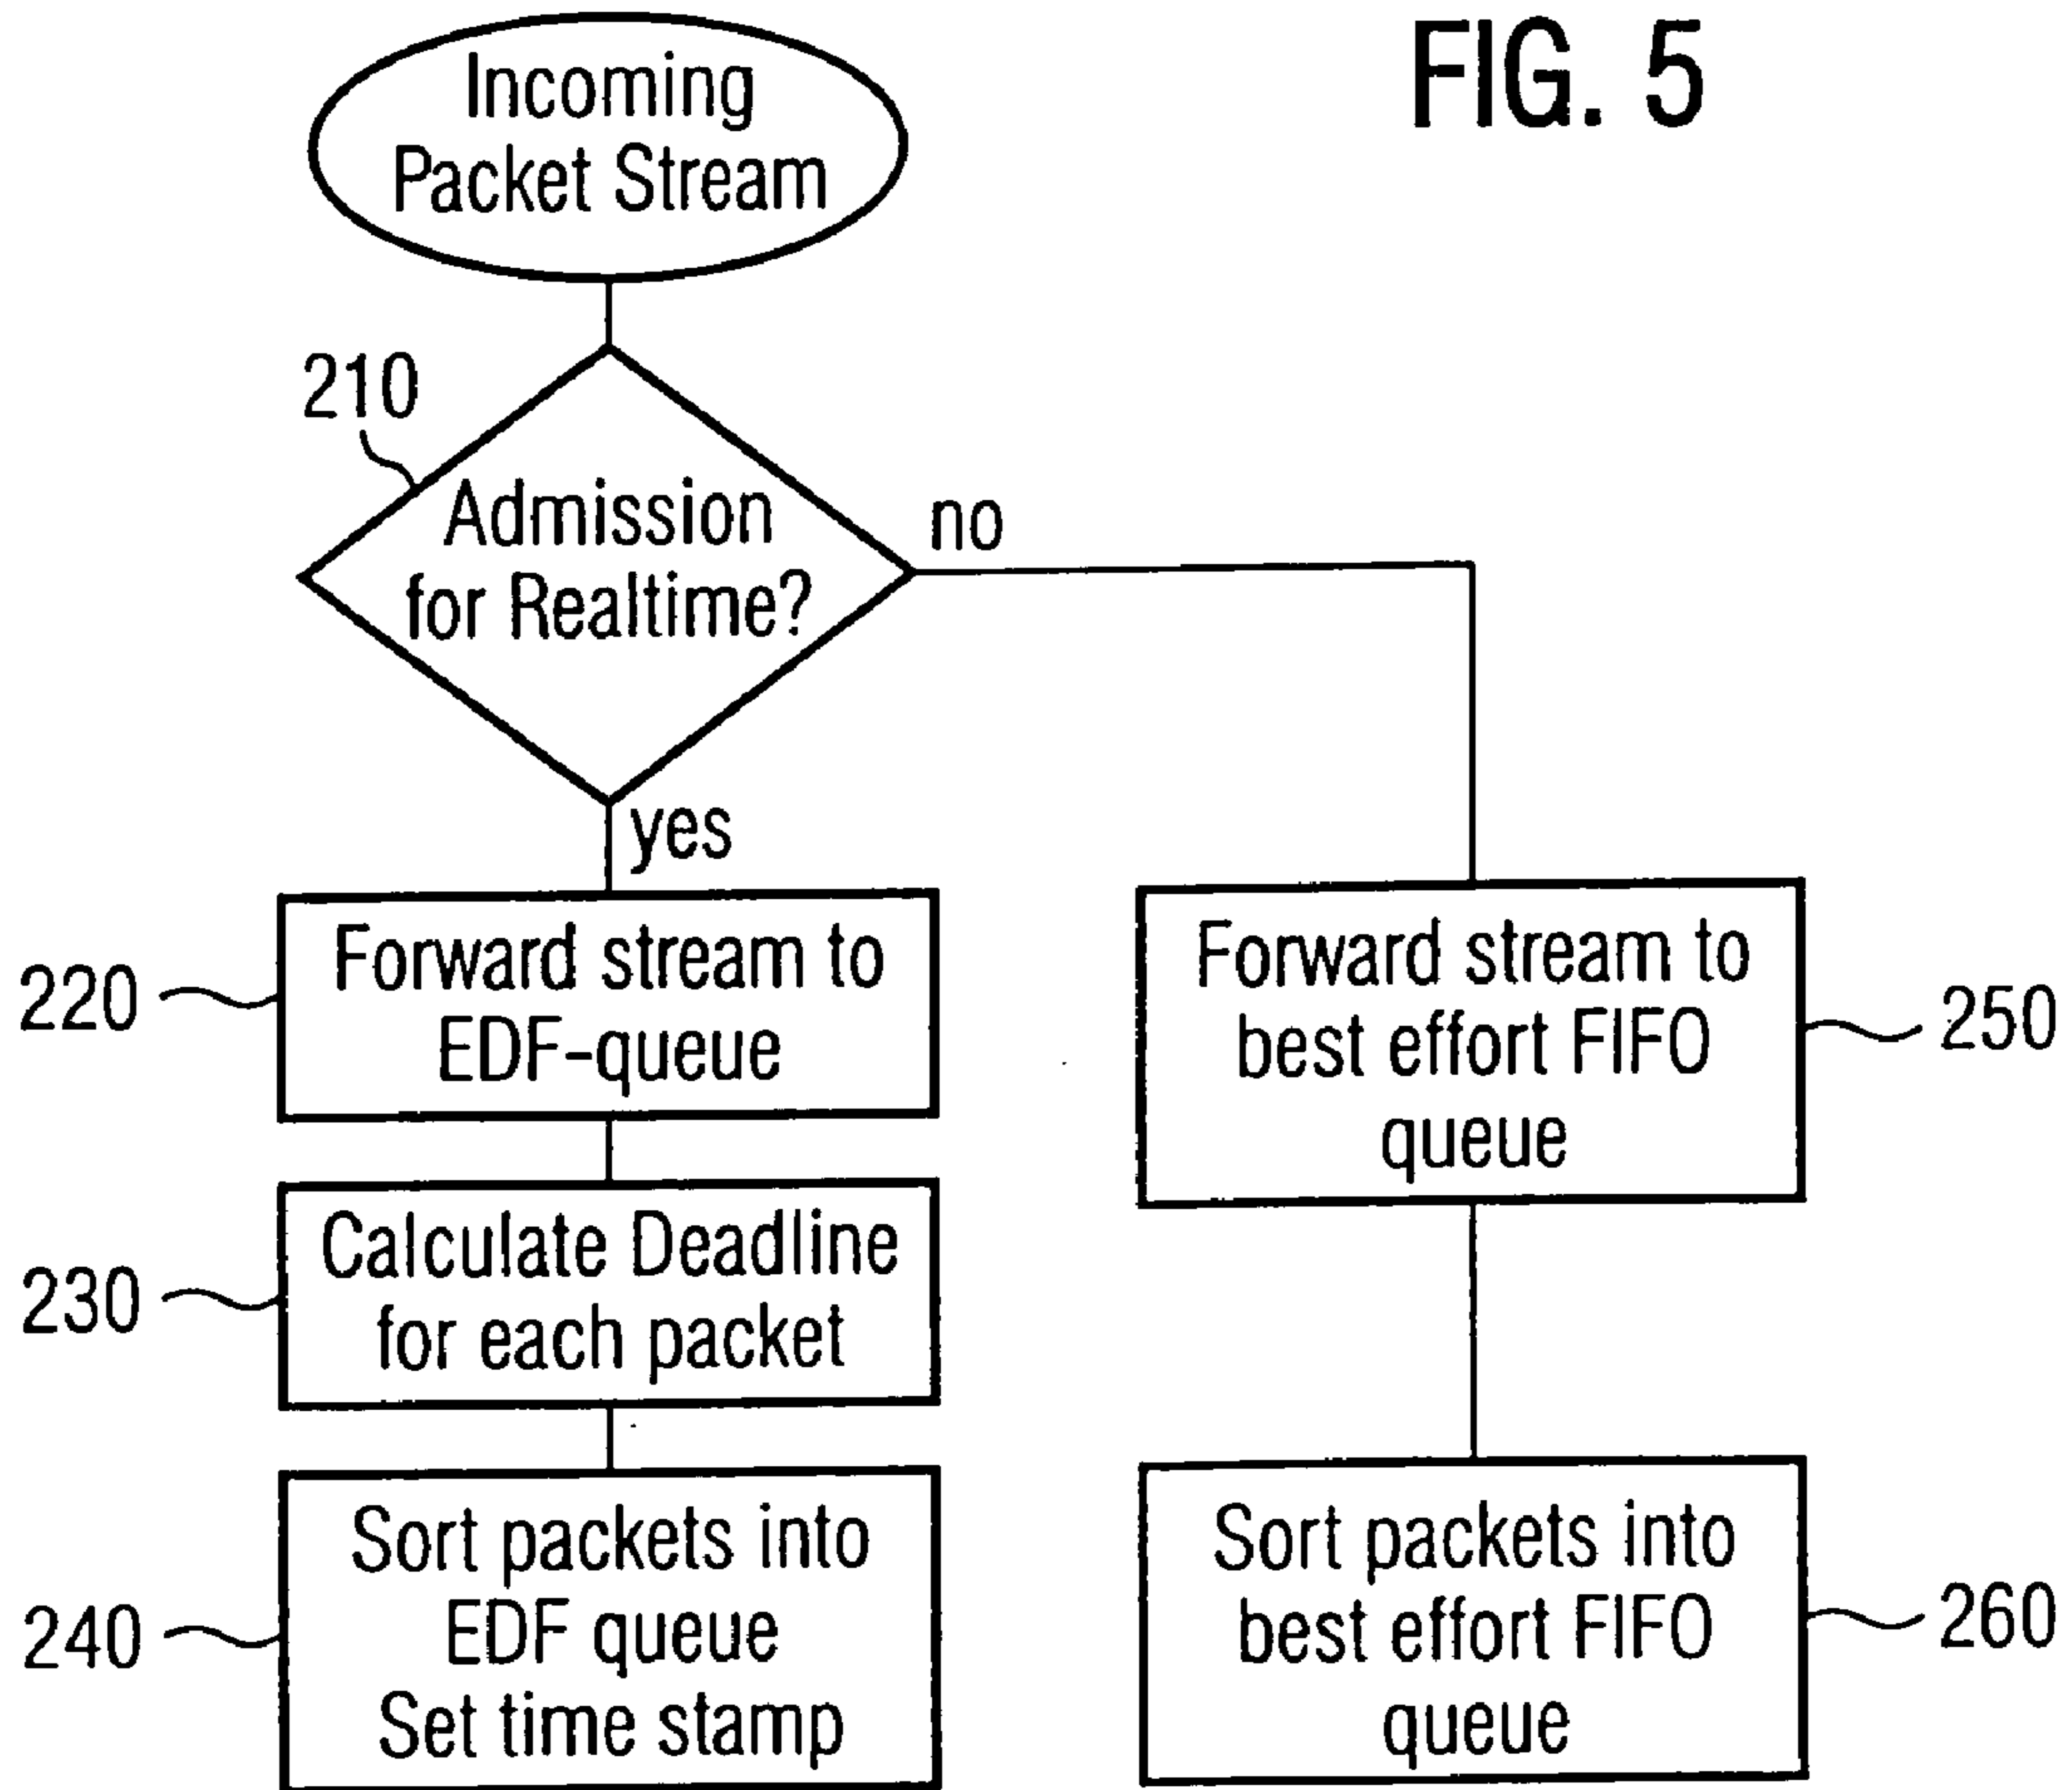 FIG. 5
Incoming
Packet Stream
210
Admission
for Realtime?
no
yes
220
Forward stream to
EDF-queue
Forward stream to
best effort FIFO
queue
250
230
Calculate Deadline
for each packet
240
Sort packets into
EDF queue
Set time stamp
Sort packets into
best effort FIFO
queue
260